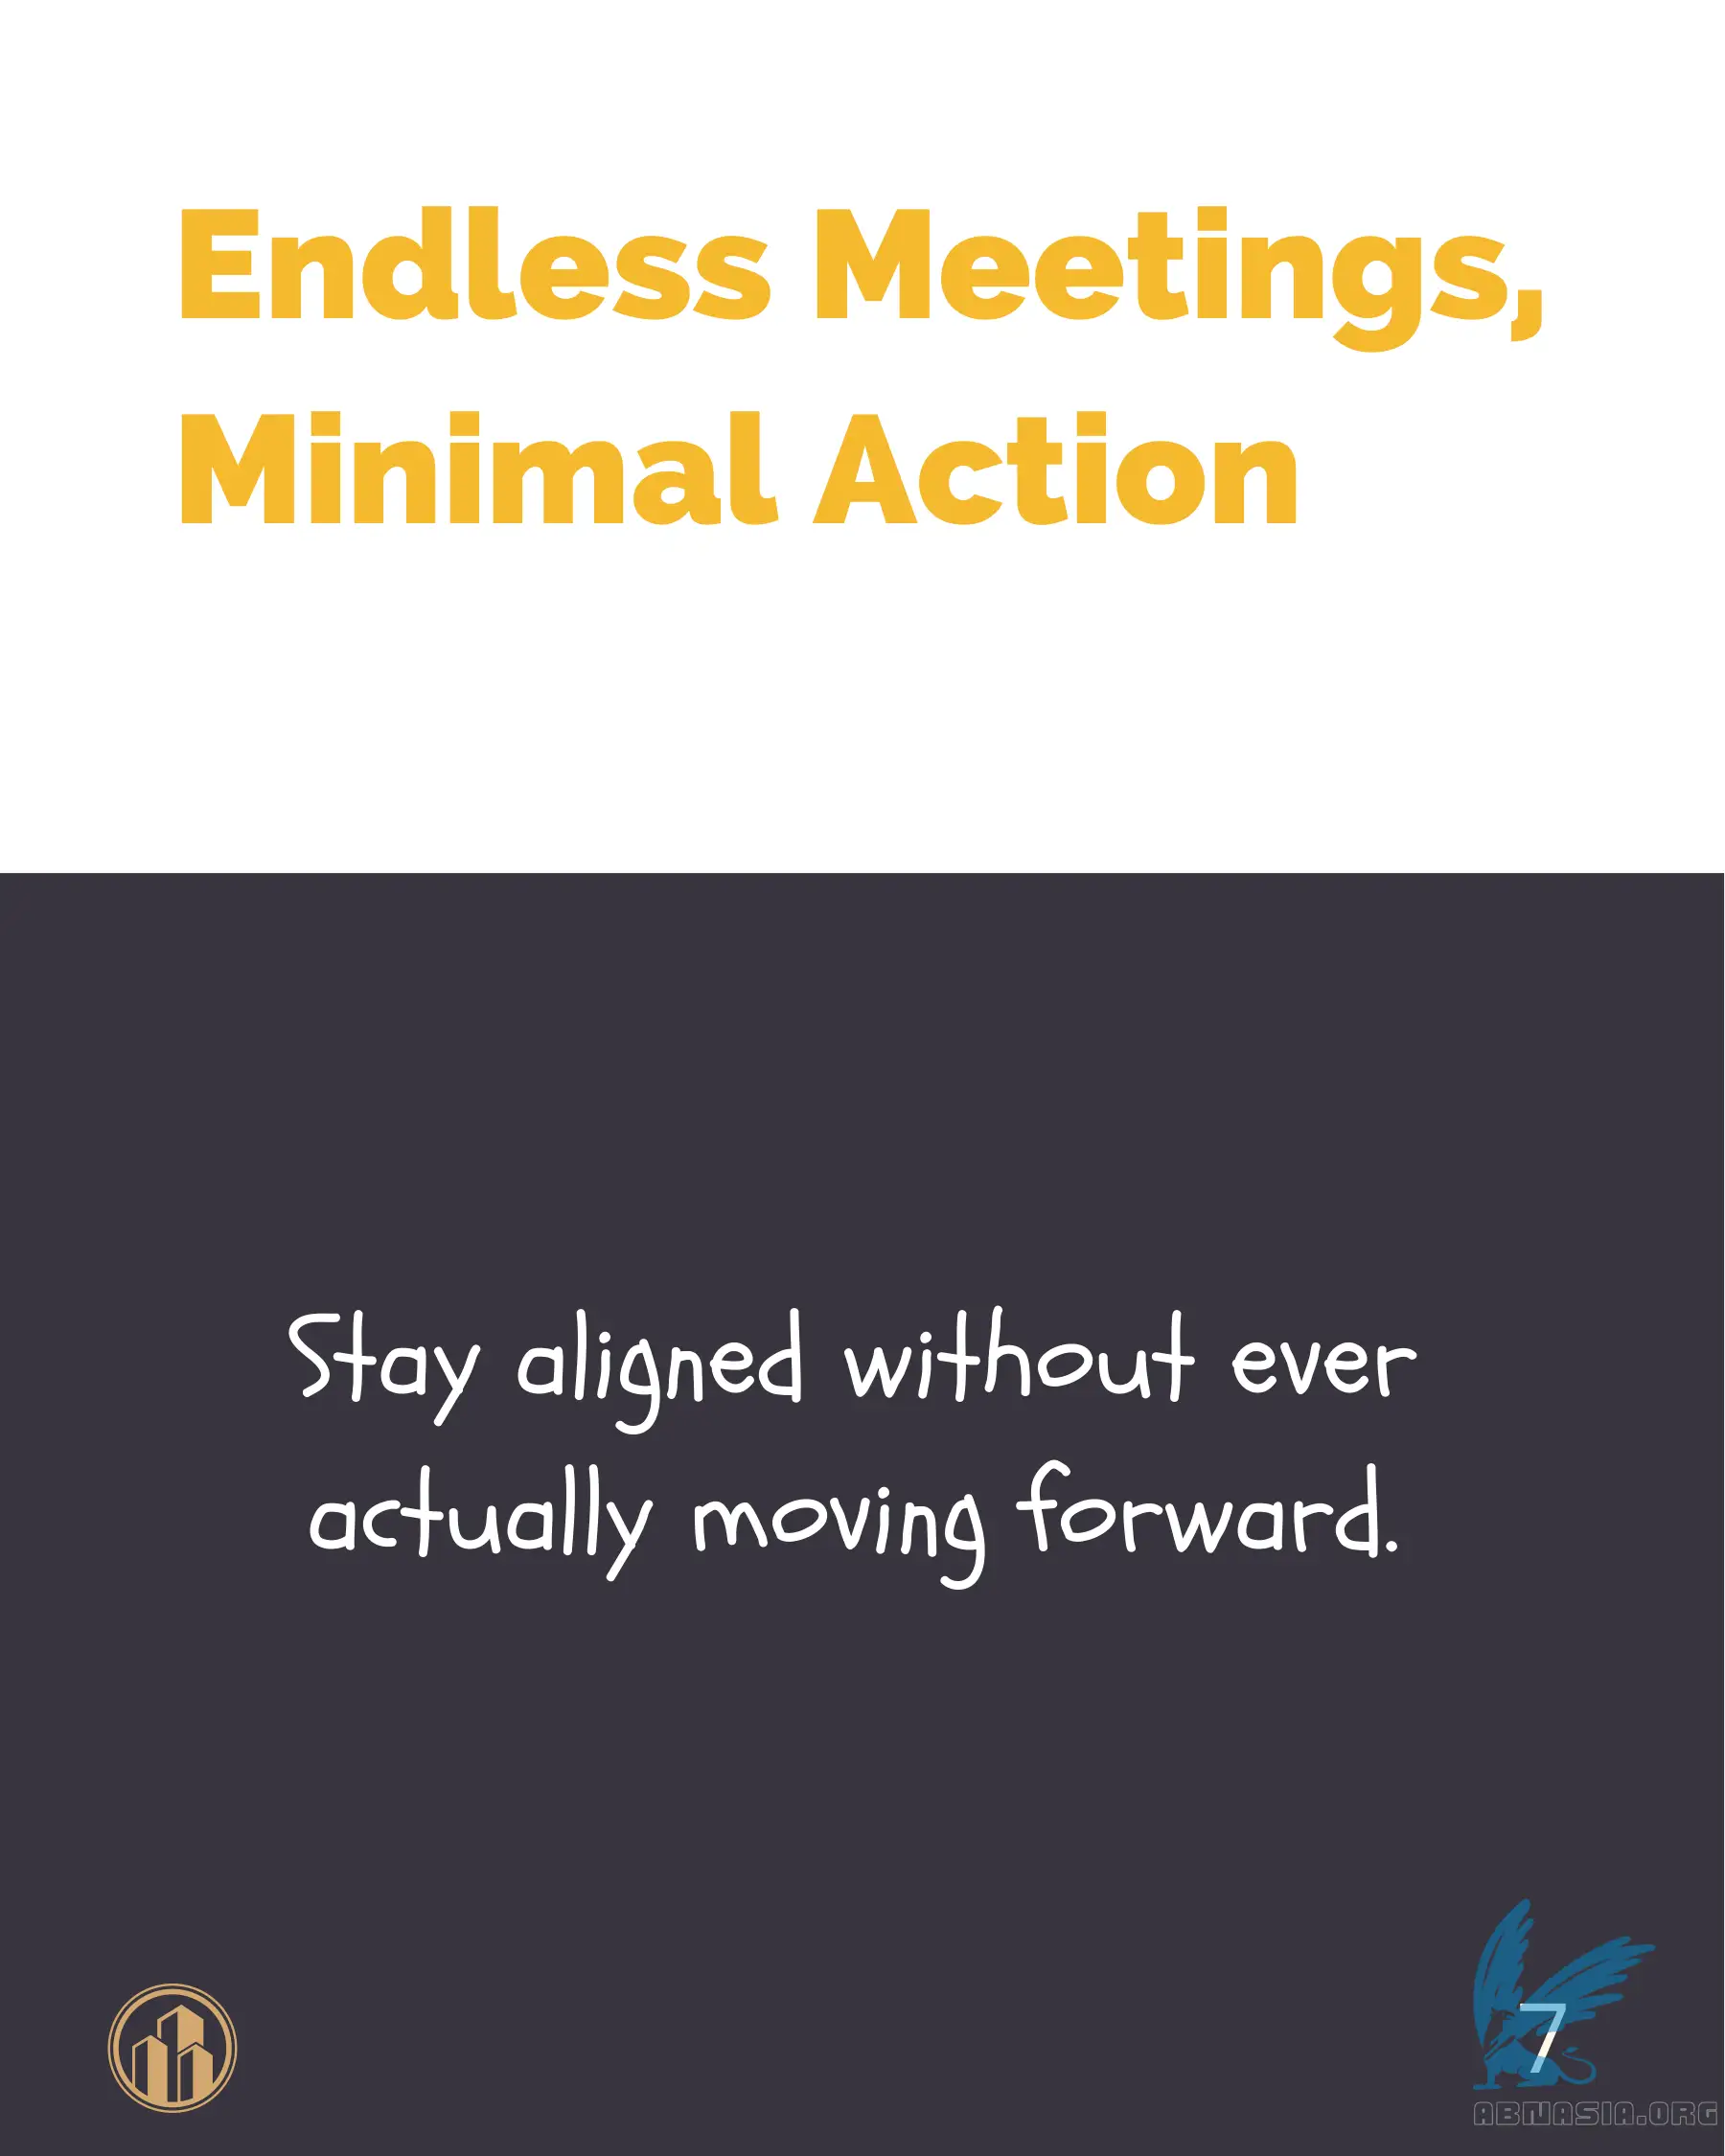 Endless Meetings,
Minimal Action
Stay aligned without ever
actually moving forward.
7
ABNASIA.ORG